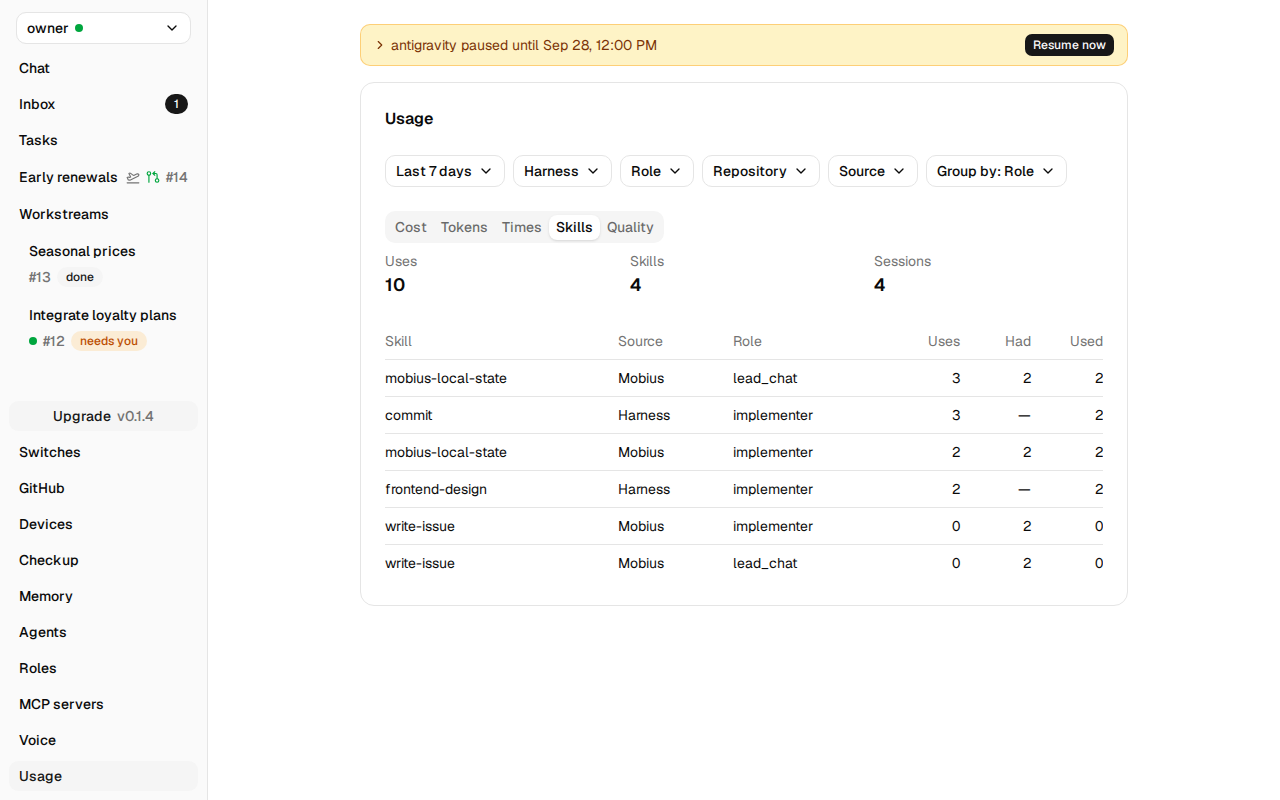 owner
Chat
Inbox 1
Tasks
Early renewals #14
Workstreams
Seasonal prices
#13 done
Integrate loyalty plans
#12 needs you
Upgrade v0.1.4
Switches
GitHub
Devices
Checkup
Memory
Agents
Roles
MCP servers
Voice
Usage
antigravity paused until Sep 28, 12:00 PM Resume now
Usage
Last 7 days Harness Role Repository Source Group by: Role
Cost Tokens Times Skills Quality
Uses Skills Sessions
10 4 4
Skill Source Role Uses Had Used
mobius-local-state Mobius lead_chat 3 2 2
commit Harness implementer 3 — 2
mobius-local-state Mobius implementer 2 2 2
frontend-design Harness implementer 2 — 2
write-issue Mobius implementer 0 2 0
write-issue Mobius lead_chat 0 2 0